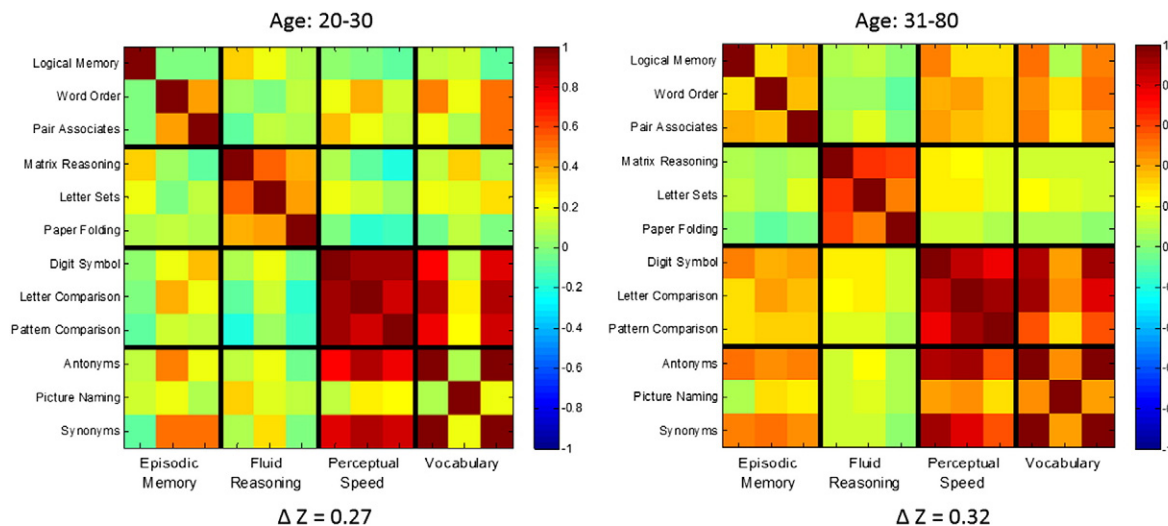 Age: 20-30
Logical Memory
Word Order
Pair Associates
Matrix Reasoning
Letter Sets
Paper Folding
Digit Symbol
Letter Comparison
Pattern Comparison
Antonyms
Picture Naming
Synonyms
Episodic Memory
Fluid Reasoning
Perceptual Speed
Vocabulary
1
0.8
0.6
0.4
0.2
0
-0.2
-0.4
-0.6
-0.8
-1
Δ Z = 0.27
Age: 31-80
Logical Memory
Word Order
Pair Associates
Matrix Reasoning
Letter Sets
Paper Folding
Digit Symbol
Letter Comparison
Pattern Comparison
Antonyms
Picture Naming
Synonyms
Episodic Memory
Fluid Reasoning
Perceptual Speed
Vocabulary
1
0
-1
Δ Z = 0.32